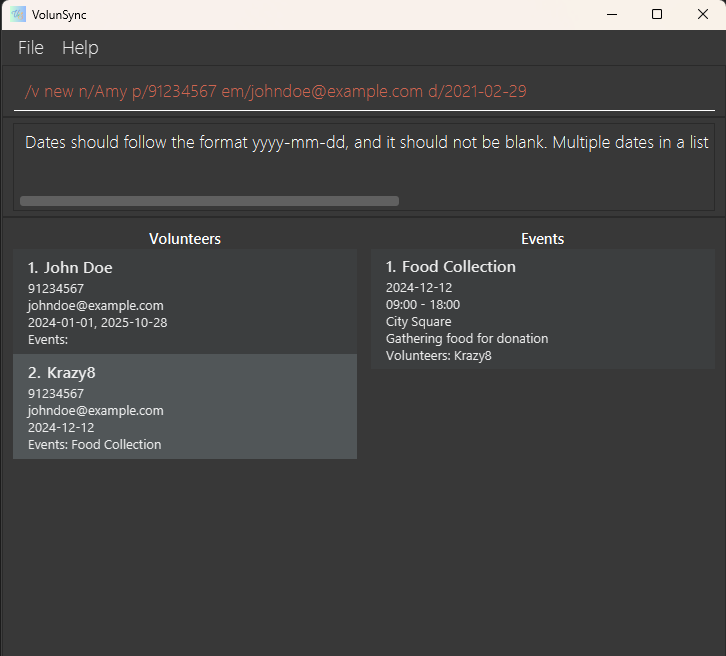 VolunSync
File Help
/v new n/Amy p/91234567 em/johndoe@example.com d/2021-02-29
Dates should follow the format yyyy-mm-dd, and it should not be blank. Multiple dates in a list
Volunteers
1. John Doe
91234567
johndoe@example.com
2024-01-01, 2025-10-28
Events:
2. Krazy8
91234567
johndoe@example.com
2024-12-12
Events: Food Collection
Events
1. Food Collection
2024-12-12
09:00 - 18:00
City Square
Gathering food for donation
Volunteers: Krazy8